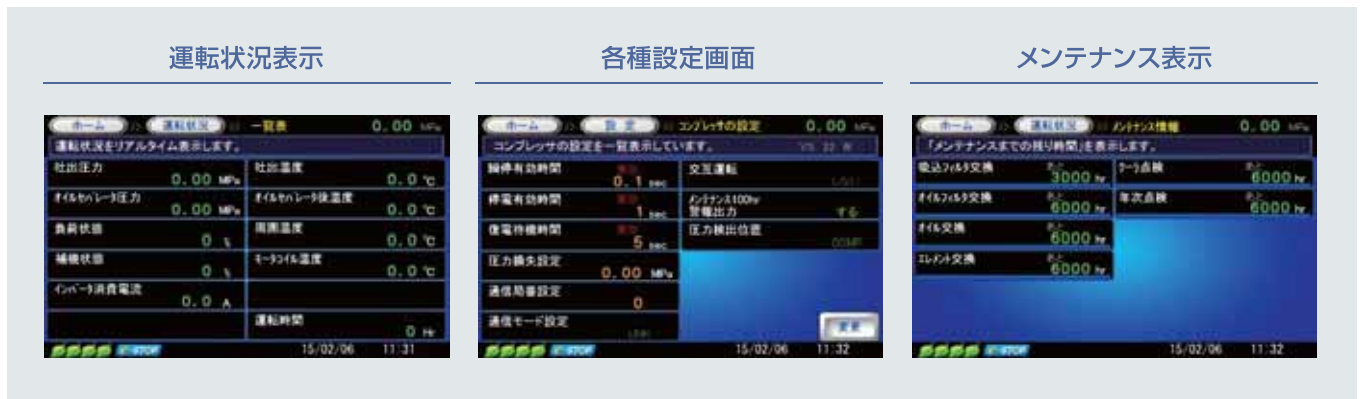 運転状況表示
ホーム 運転状況 一覧表 0.00 MPa
運転状況をリアルタイム表示します。
吐出圧力 0.00 MPa
吐出温度 0.0 ℃
オイルセパレータ圧力 0.00 MPa
オイルセパレータ後温度 0.0 ℃
負荷状態 0 %
周囲温度 0.0 ℃
補機状態 0 %
モータコイル温度 0.0 ℃
インバータ消費電流 0.0 A
運転時間 0 Hr
15/02/06 11:31
各種設定画面
ホーム 設定 コンプレッサの設定 0.00 MPa
コンプレッサの設定を一覧表示しています。
瞬停有効時間 0.1 sec
交互運転
停電有効時間 1 sec
メンテナンス100hr
警報出力 する
復電待機時間 5 sec
圧力検出位置
圧力損失設定 0.00 MPa
通信局番設定 0
通信モード設定
変更
15/02/06 11:32
メンテナンス表示
ホーム 運転状況 メンテナンス情報 0.00 MPa
「メンテナンスまでの残り時間」を表示します。
吸込フィルタ交換 あと 3000 hr
クーラ点検 あと 6000 hr
オイルフィルタ交換 あと 6000 hr
年次点検 あと 6000 hr
オイル交換 あと 6000 hr
エレメント交換 あと 6000 hr
15/02/06 11:32